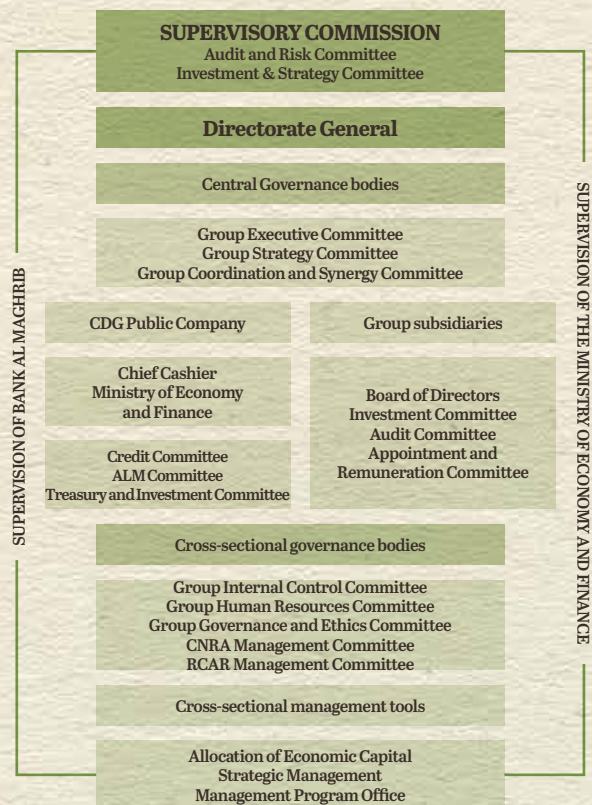 SUPERVISORY COMMISSION
Audit and Risk Committee
Investment & Strategy Committee
Directorate General
Central Governance bodies
Group Executive Committee
Group Strategy Committee
Group Coordination and Synergy Committee
CDG Public Company
Chief Cashier
Ministry of Economy
and Finance
Credit Committee
ALM Committee
Treasury and Investment Committee
Group subsidiaries
Board of Directors
Investment Committee
Audit Committee
Appointment and
Remuneration Committee
Cross-sectional governance bodies
Group Internal Control Committee
Group Human Resources Committee
Group Governance and Ethics Committee
CNRA Management Committee
RCAR Management Committee
Cross-sectional management tools
Allocation of Economic Capital
Strategic Management
Management Program Office
SUPERVISION OF BANK AL MAGHRIB
SUPERVISION OF THE MINISTRY OF ECONOMY AND FINANCE